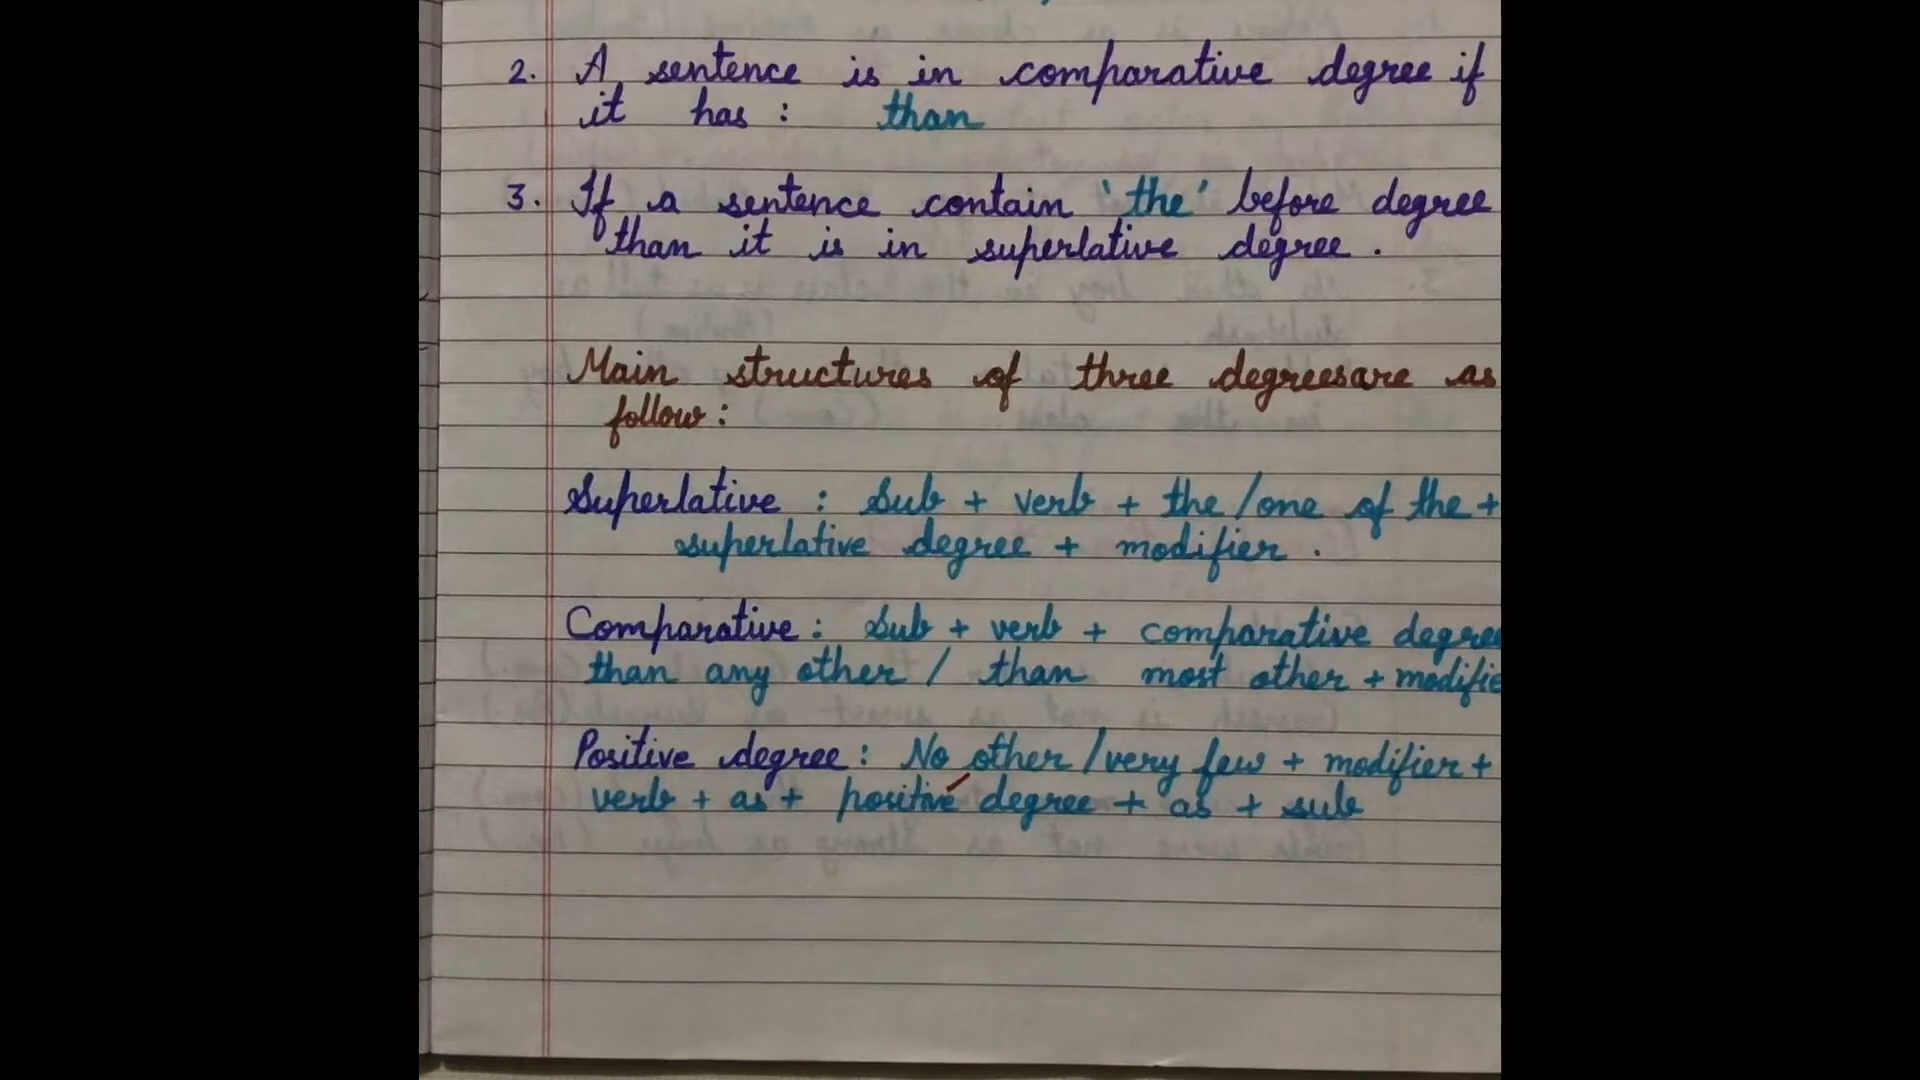 2. A sentence is in comparative degree if
it has : than
3. If a sentence contain 'the' before degree
than it is in superlative degree .
Main structures of three degreesare as
follow :
Superlative : Sub + verb + the /one of the +
superlative degree + modifier .
Comparative : Sub + verb + comparative degree
than any other / than most other + modifie
Positive degree : No other /very few + modifier +
verb + as + positive degree + as + sub